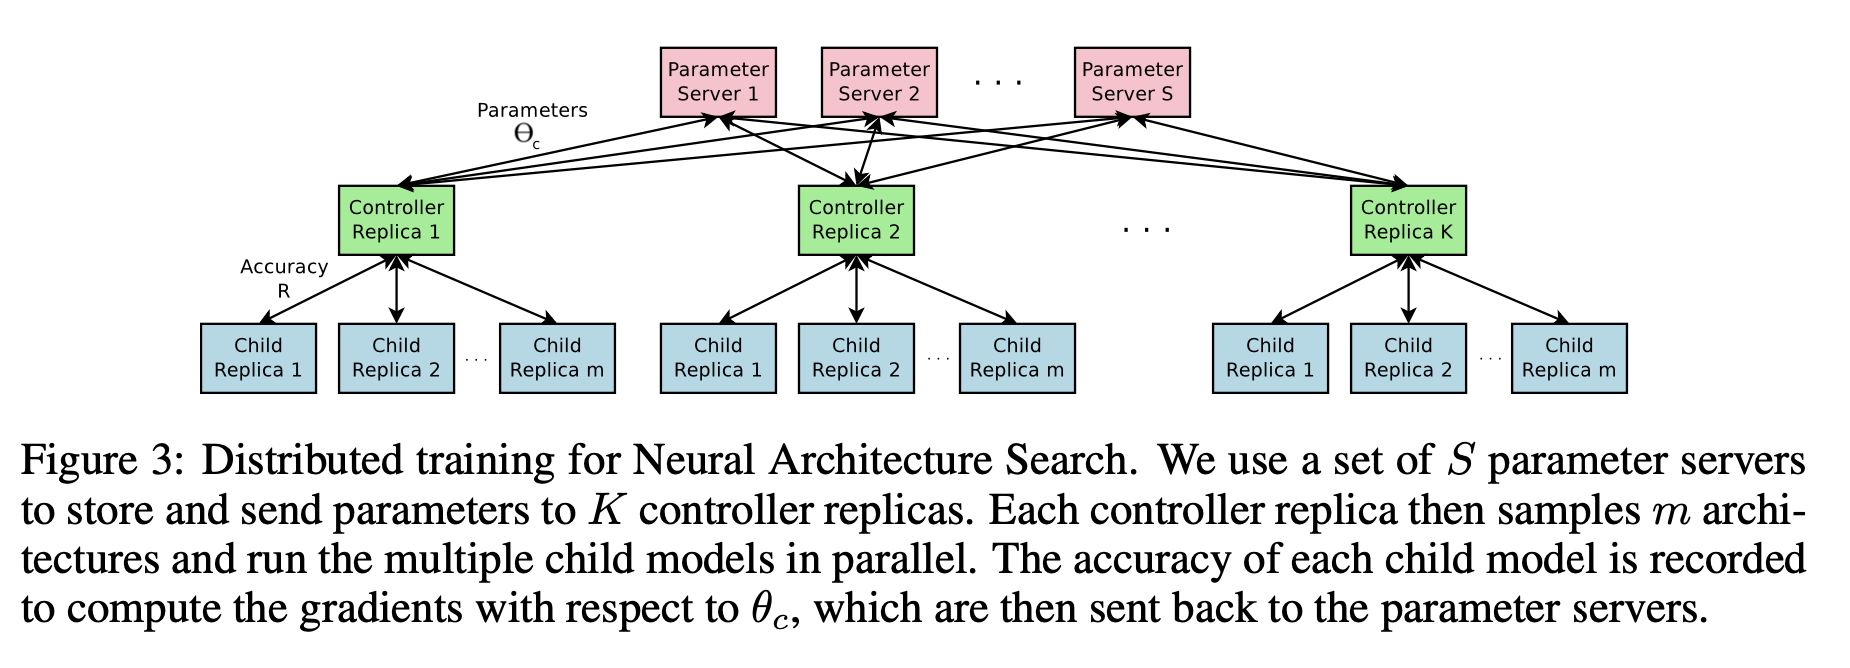 Parameter Server 1
Parameter Server 2
. . .
Parameter Server S
Parameters
Θc
Controller Replica 1
Controller Replica 2
. . .
Controller Replica K
Accuracy
R
Child Replica 1
Child Replica 2
. . .
Child Replica m
Child Replica 1
Child Replica 2
. . .
Child Replica m
Child Replica 1
Child Replica 2
. . .
Child Replica m
Figure 3: Distributed training for Neural Architecture Search. We use a set of S parameter servers
to store and send parameters to K controller replicas. Each controller replica then samples m archi-
tectures and run the multiple child models in parallel. The accuracy of each child model is recorded
to compute the gradients with respect to θc, which are then sent back to the parameter servers.